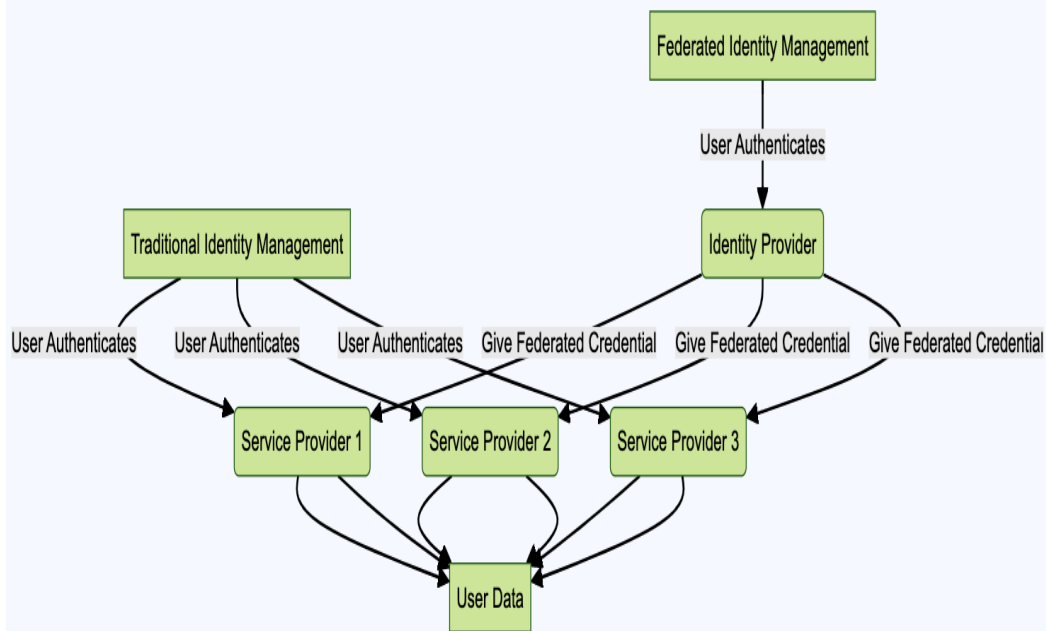 Federated Identity Management
User Authenticates
Traditional Identity Management
Identity Provider
User Authenticates
User Authenticates
User Authenticates
Give Federated Credential
Give Federated Credential
Give Federated Credential
Service Provider 1
Service Provider 2
Service Provider 3
User Data